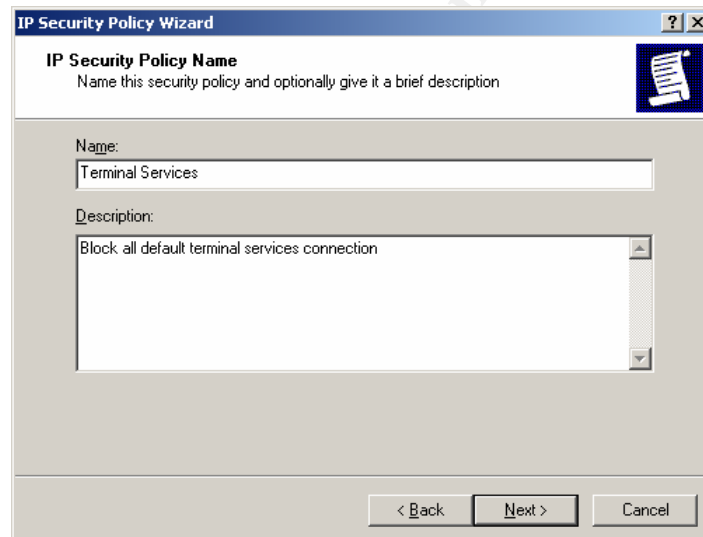 IP Security Policy Wizard
IP Security Policy Name
Name this security policy and optionally give it a brief description
Name:
Terminal Services
Description:
Block all default terminal services connection
< Back
Next >
Cancel